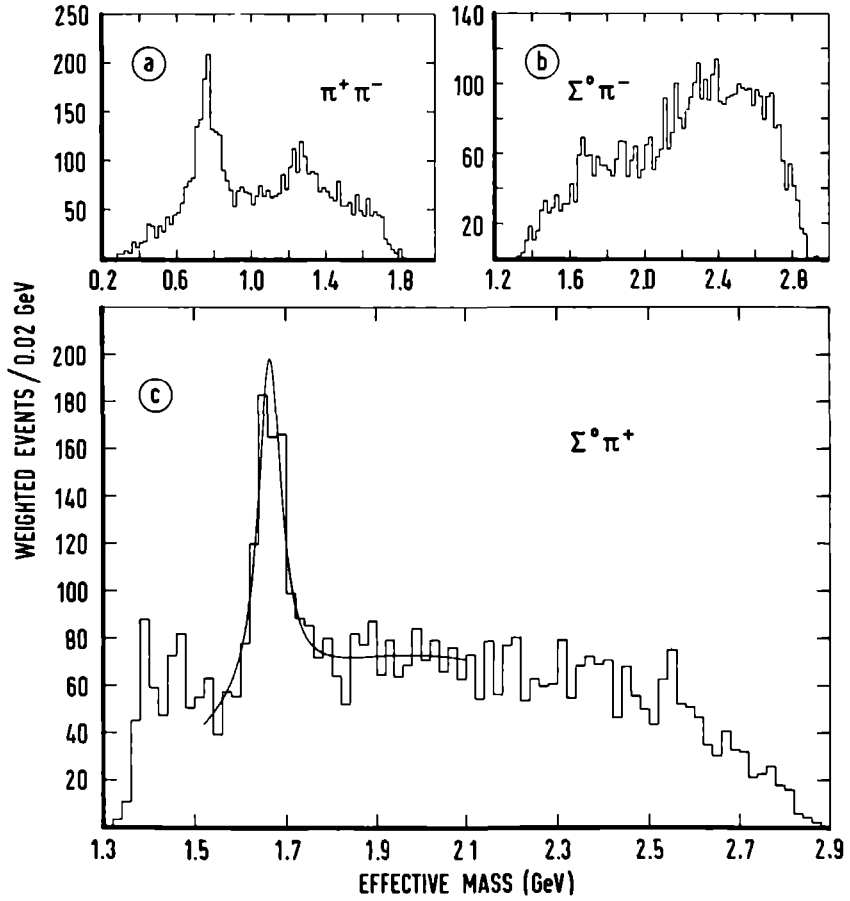 250
200
150
100
50
0.2 0.6 1.0 1.4 1.8
a
π⁺π⁻
140
100
60
20
1.2 1.6 2.0 2.4 2.8
b
Σ°π⁻
WEIGHTED EVENTS / 0.02 GeV
200
180
160
140
120
100
80
60
40
20
c
Σ°π⁺
1.3 1.5 1.7 1.9 2.1 2.3 2.5 2.7 2.9
EFFECTIVE MASS (GeV)